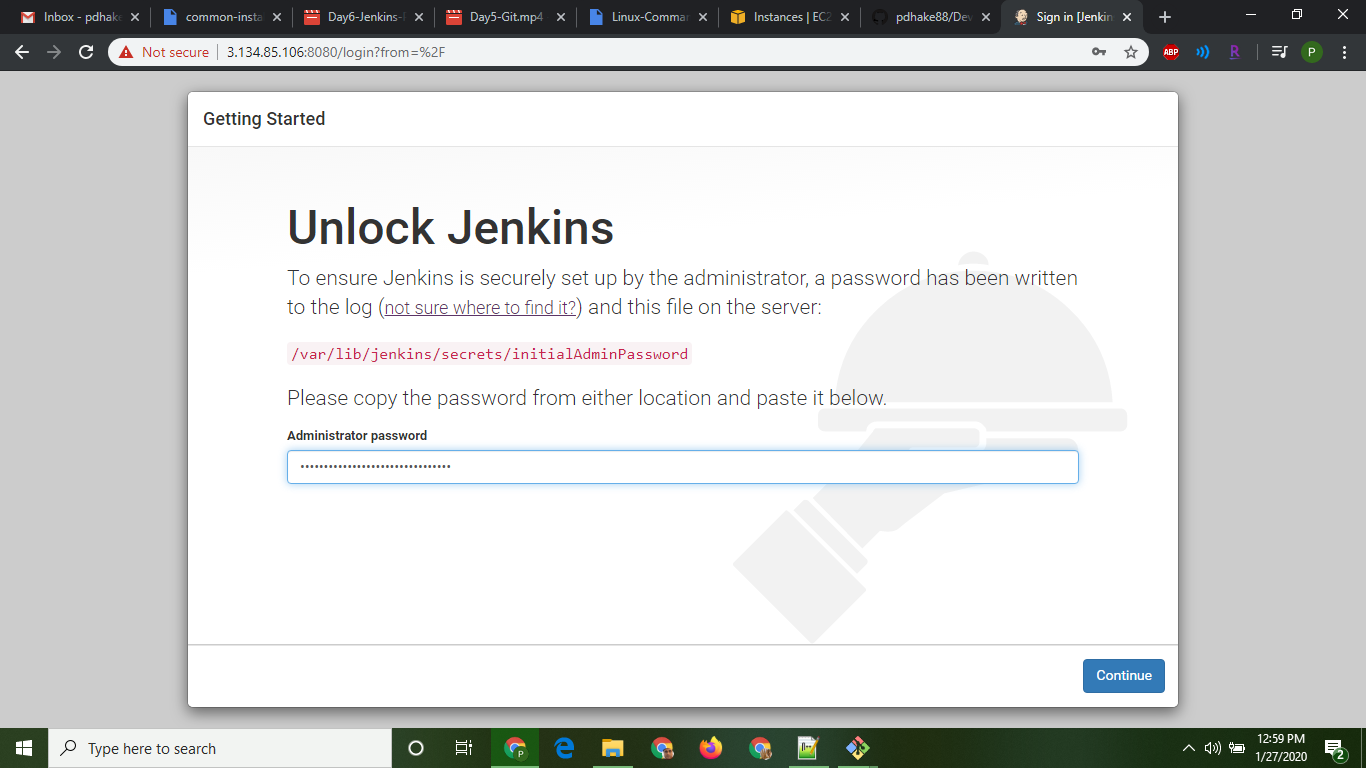 Inbox - pdhake
common-insta
Day6-Jenkins-
Day5-Git.mp4
Linux-Comman
Instances | EC2
pdhake88/Dev
Sign in [Jenkin
Not secure
3.134.85.106:8080/login?from=%2F
ABP
R
P
Getting Started
Unlock Jenkins
To ensure Jenkins is securely set up by the administrator, a password has been written
to the log (not sure where to find it?) and this file on the server:
/var/lib/jenkins/secrets/initialAdminPassword
Please copy the password from either location and paste it below.
Administrator password
••••••••••••••••••••••••••••••••
Continue
Type here to search
12:59 PM
1/27/2020
2